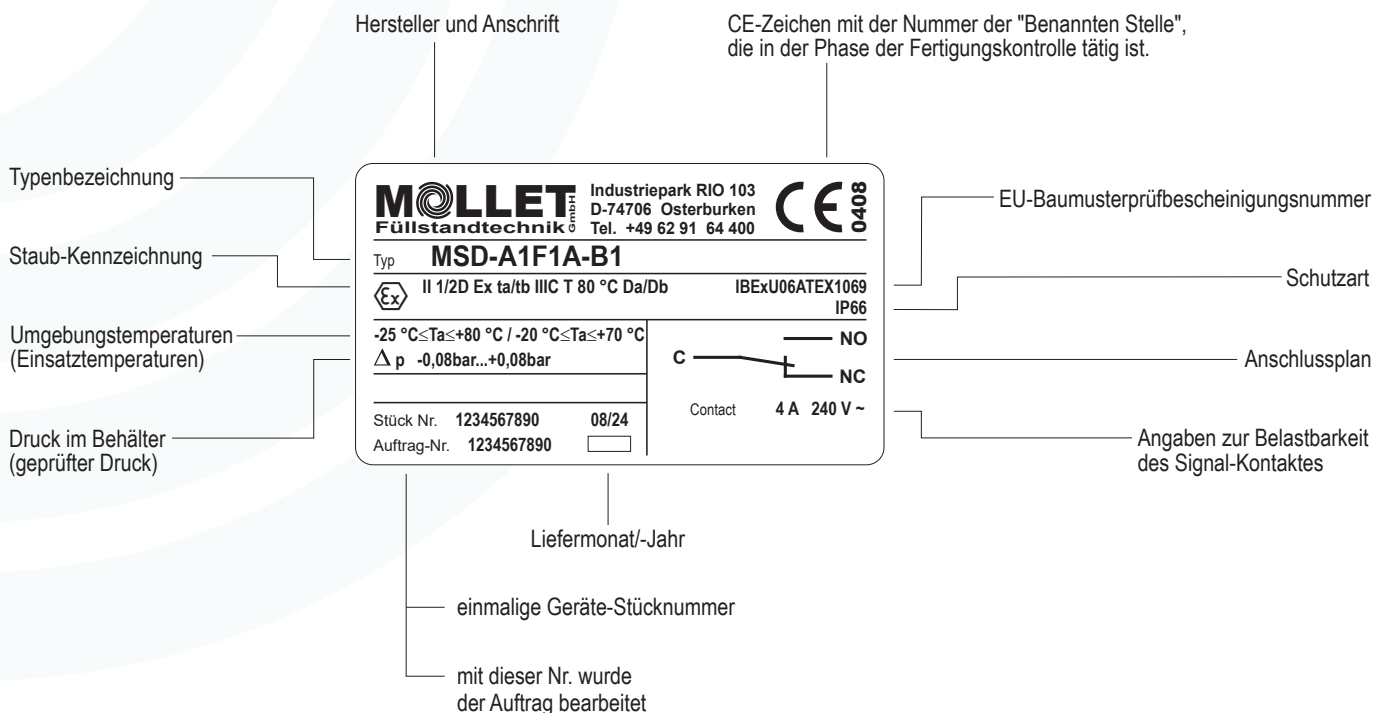 Hersteller und Anschrift
CE-Zeichen mit der Nummer der "Benannten Stelle",
die in der Phase der Fertigungskontrolle tätig ist.
Typenbezeichnung
Staub-Kennzeichnung
Umgebungstemperaturen
(Einsatztemperaturen)
Druck im Behälter
(geprüfter Druck)
MOLLET GmbH
Füllstandtechnik
Industriepark RIO 103
D-74706 Osterburken
Tel. +49 62 91 64 400
CE 0408
Typ MSD-A1F1A-B1
Ex II 1/2D Ex ta/tb IIIC T 80 °C Da/Db IBExU06ATEX1069
IP66
-25 °C≤Ta≤+80 °C / -20 °C≤Ta≤+70 °C
Δ p -0,08bar...+0,08bar
NO
C
NC
Contact 4 A 240 V ~
Stück Nr. 1234567890 08/24
Auftrag-Nr. 1234567890
EU-Baumusterprüfbescheinigungsnummer
Schutzart
Anschlussplan
Angaben zur Belastbarkeit
des Signal-Kontaktes
Liefermonat/-Jahr
einmalige Geräte-Stücknummer
mit dieser Nr. wurde
der Auftrag bearbeitet